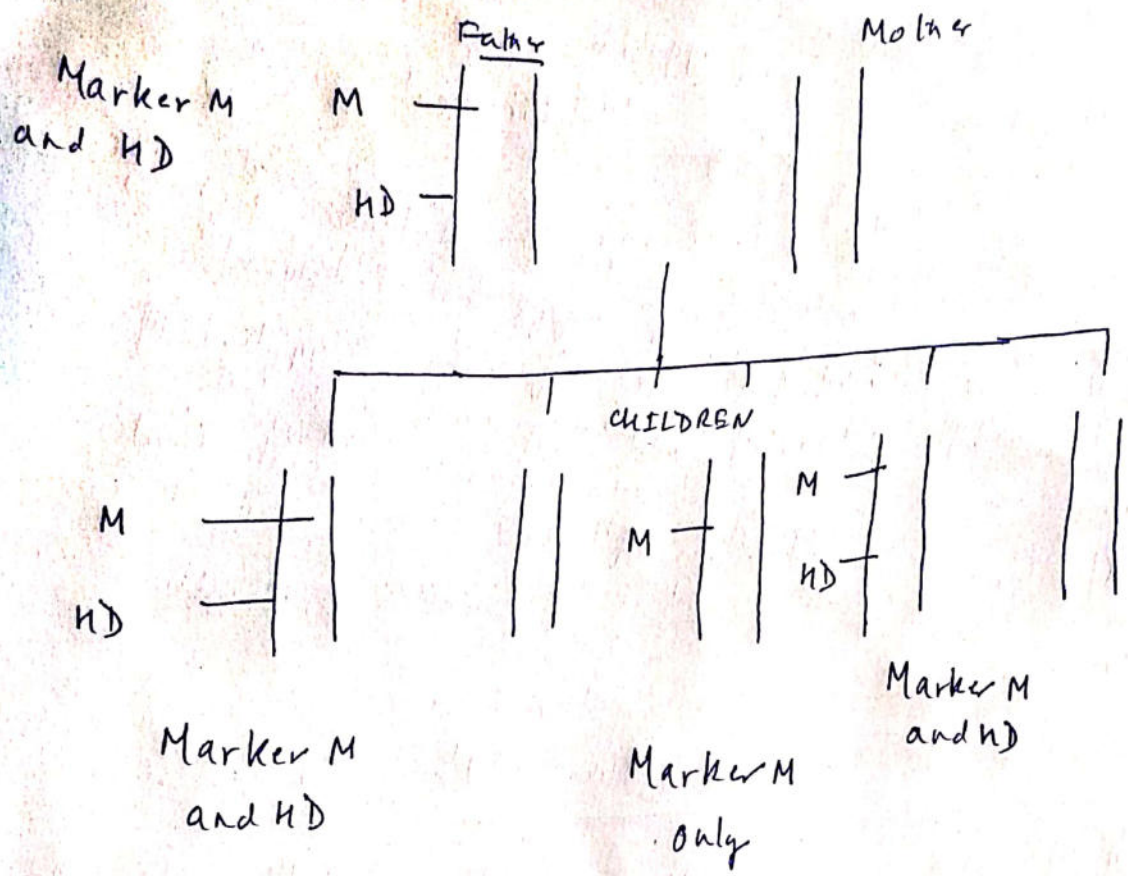 Father
Mother
Marker M
and HD
M
HD
CHILDREN
M
HD
M
M
HD
Marker M
and HD
Marker M
only
Marker M
and HD